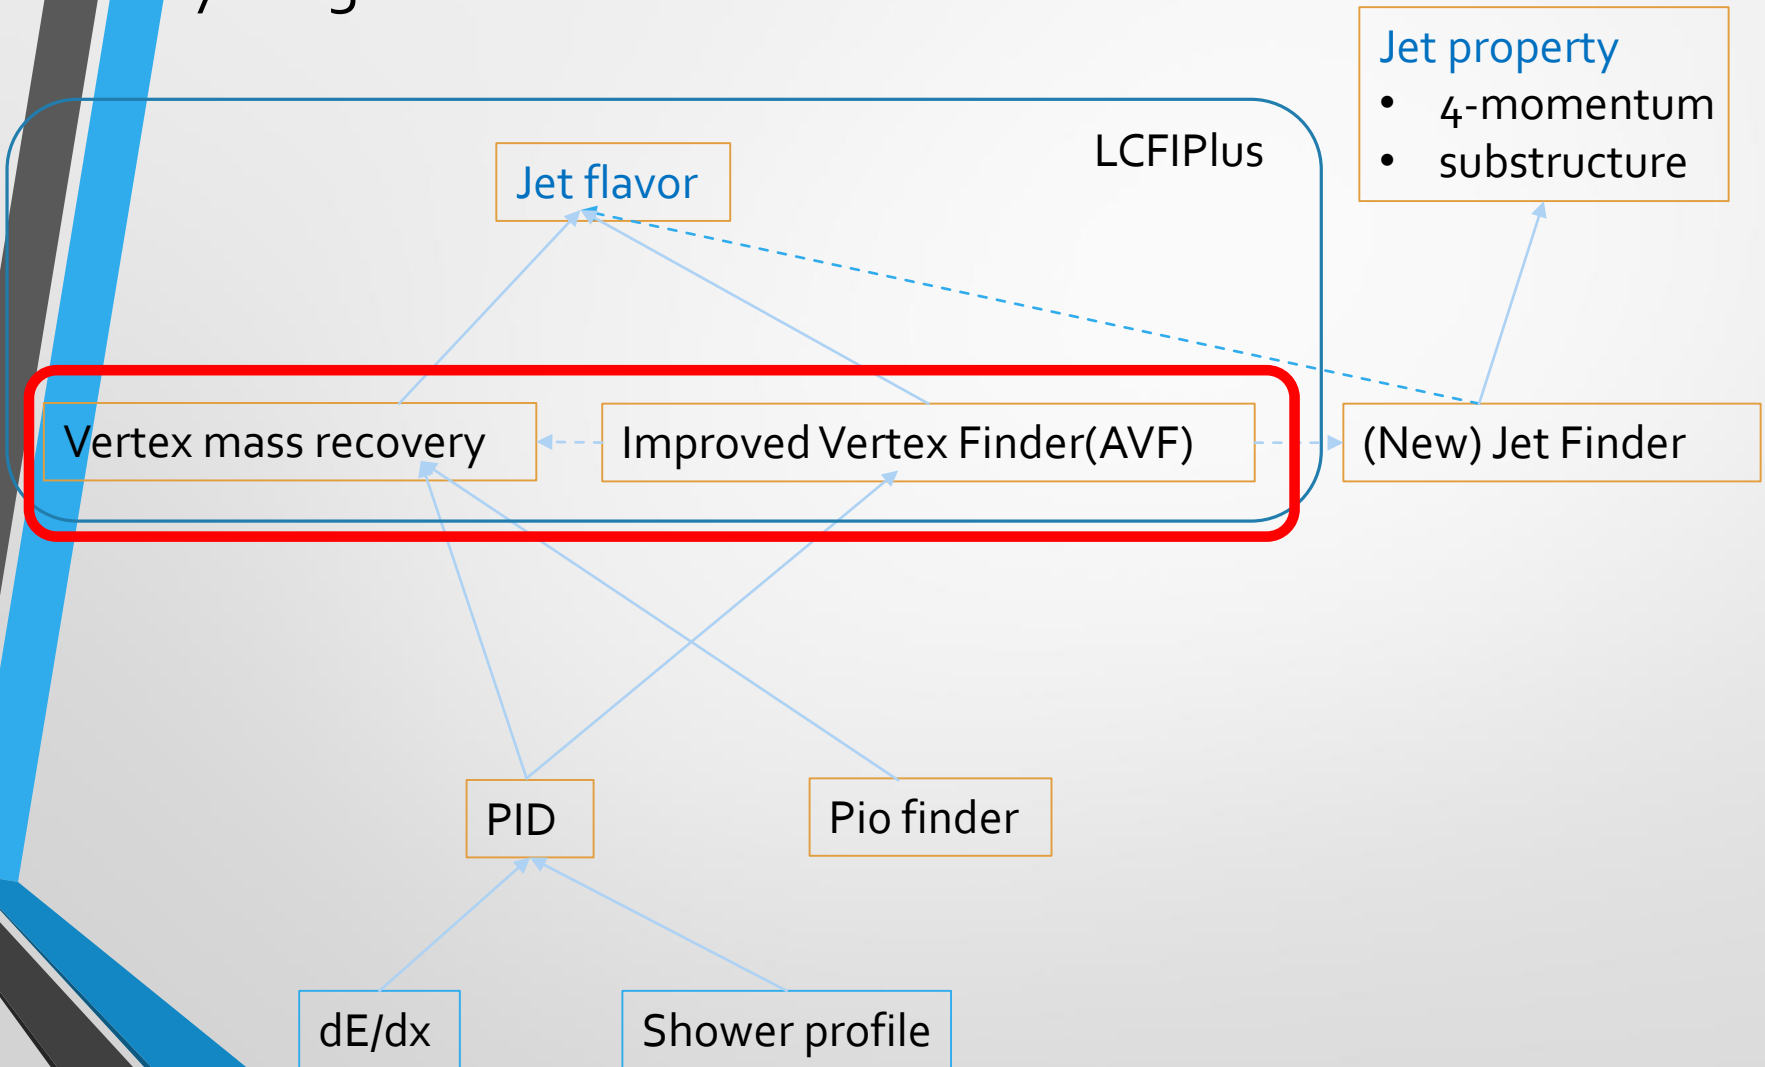 Jet property
• 4-momentum
• substructure
LCFIPlus
Jet flavor
Vertex mass recovery
Improved Vertex Finder(AVF)
(New) Jet Finder
PID
Pio finder
dE/dx
Shower profile